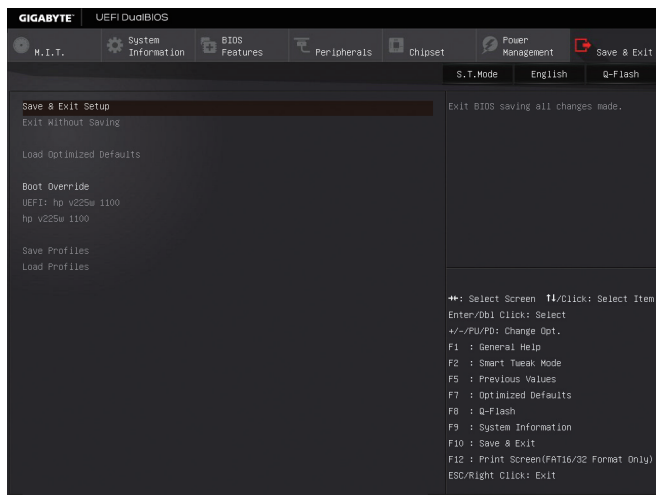 GIGABYTE™ UEFI DualBIOS
M.I.T.
System Information
BIOS Features
Peripherals
Chipset
Power Management
Save & Exit
S.T.Mode English Q-Flash
Save & Exit Setup
Exit Without Saving
Load Optimized Defaults
Boot Override
UEFI: hp v225w 1100
hp v225w 1100
Save Profiles
Load Profiles
Exit BIOS saving all changes made.
→←: Select Screen ↑↓/Click: Select Item
Enter/Dbl Click: Select
+/-/PU/PD: Change Opt.
F1 : General Help
F2 : Smart Tweak Mode
F5 : Previous Values
F7 : Optimized Defaults
F8 : Q-Flash
F9 : System Information
F10 : Save & Exit
F12 : Print Screen(FAT16/32 Format Only)
ESC/Right Click: Exit